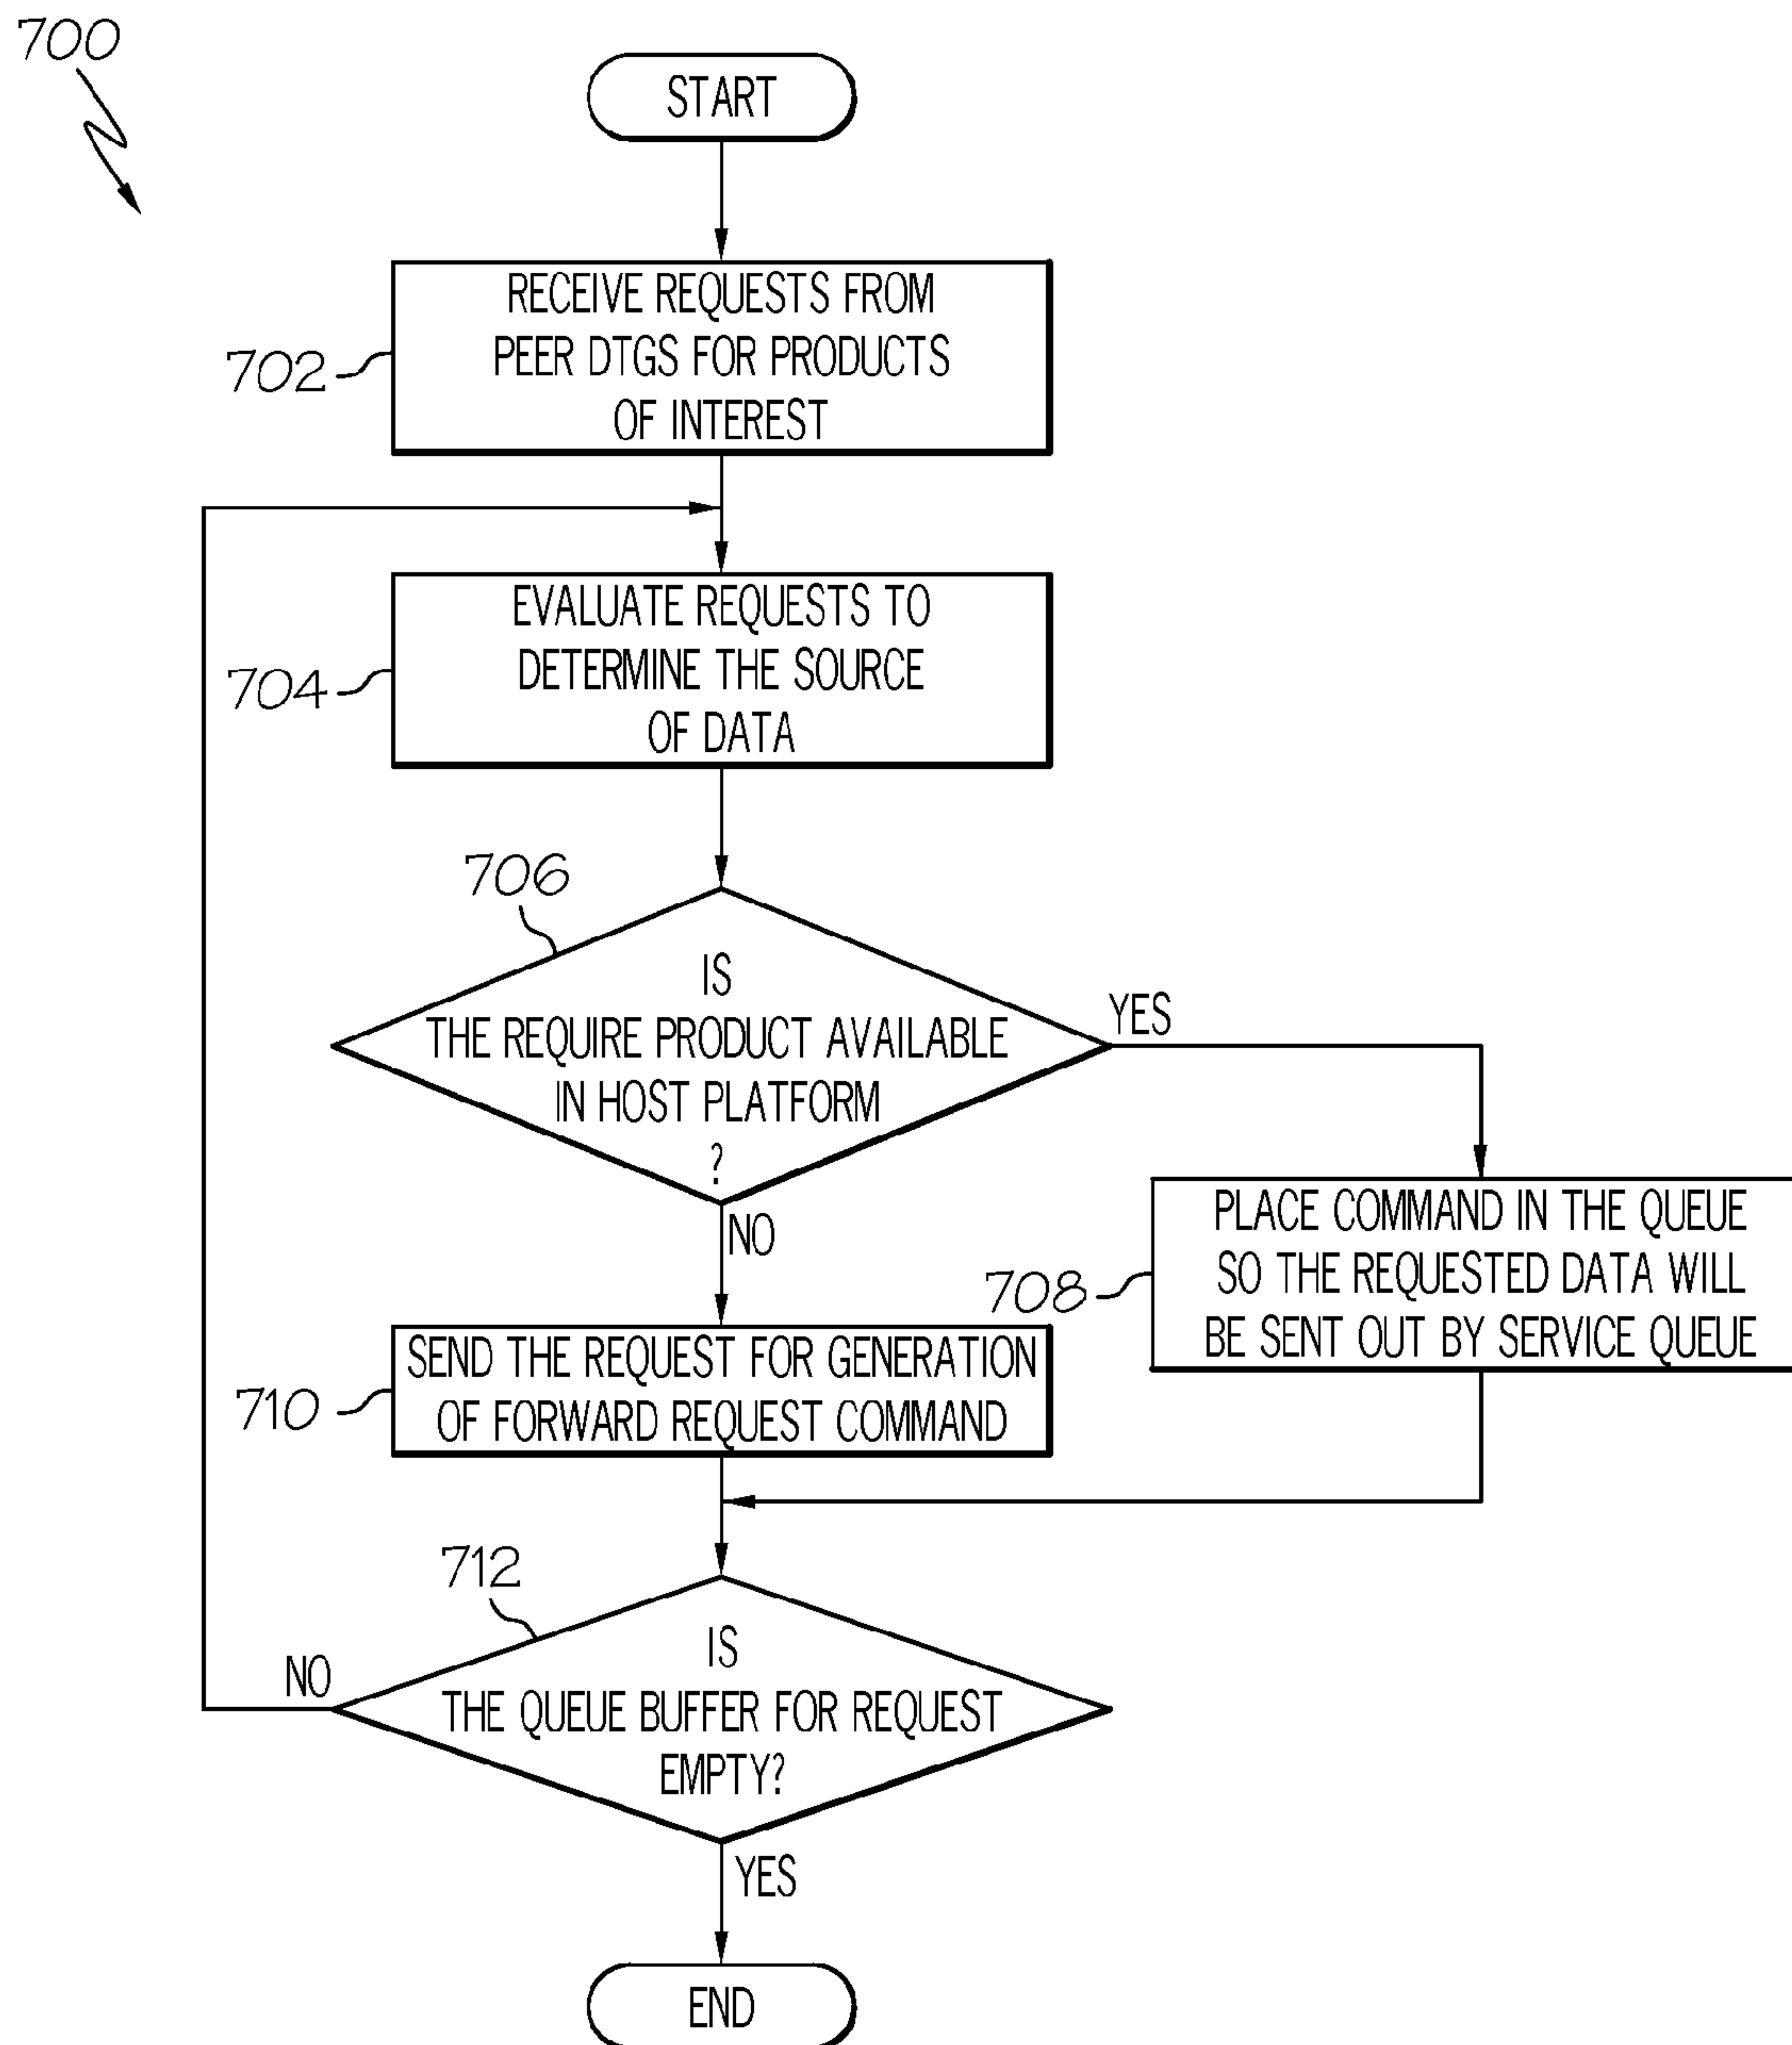 700
START
RECEIVE REQUESTS FROM
PEER DTGS FOR PRODUCTS
OF INTEREST
702
EVALUATE REQUESTS TO
DETERMINE THE SOURCE
OF DATA
704
706
IS
THE REQUIRE PRODUCT AVAILABLE
IN HOST PLATFORM
?
YES
NO
PLACE COMMAND IN THE QUEUE
SO THE REQUESTED DATA WILL
BE SENT OUT BY SERVICE QUEUE
708
SEND THE REQUEST FOR GENERATION
OF FORWARD REQUEST COMMAND
710
712
IS
THE QUEUE BUFFER FOR REQUEST
EMPTY?
NO
YES
END